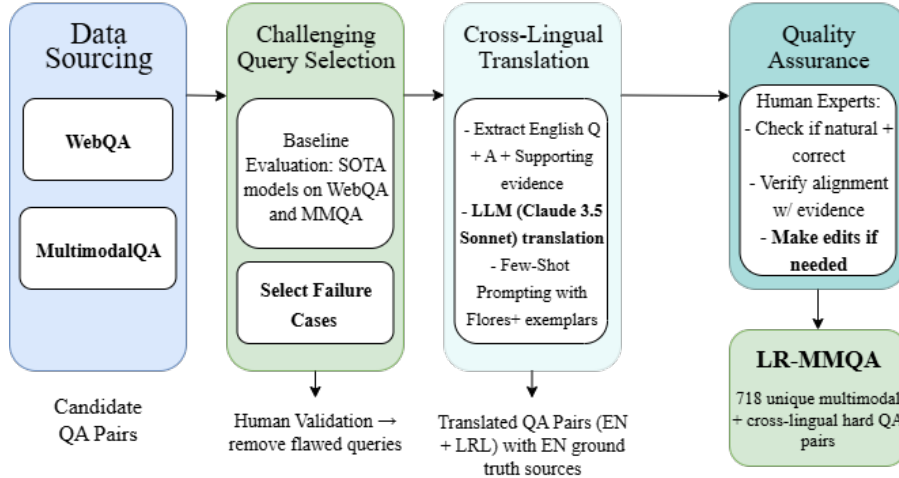 Data
Sourcing
WebQA
MultimodalQA
Candidate
QA Pairs
Challenging
Query Selection
Baseline
Evaluation: SOTA
models on WebQA
and MMQA
Select Failure
Cases
Human Validation →
remove flawed queries
Cross-Lingual
Translation
- Extract English Q
+ A + Supporting
evidence
- LLM (Claude 3.5
Sonnet) translation
- Few-Shot
Prompting with
Flores+ exemplars
Translated QA Pairs (EN
+ LRL) with EN ground
truth sources
Quality
Assurance
Human Experts:
- Check if natural +
correct
- Verify alignment
w/ evidence
- Make edits if
needed
LR-MMQA
718 unique multimodal
+ cross-lingual hard QA
pairs